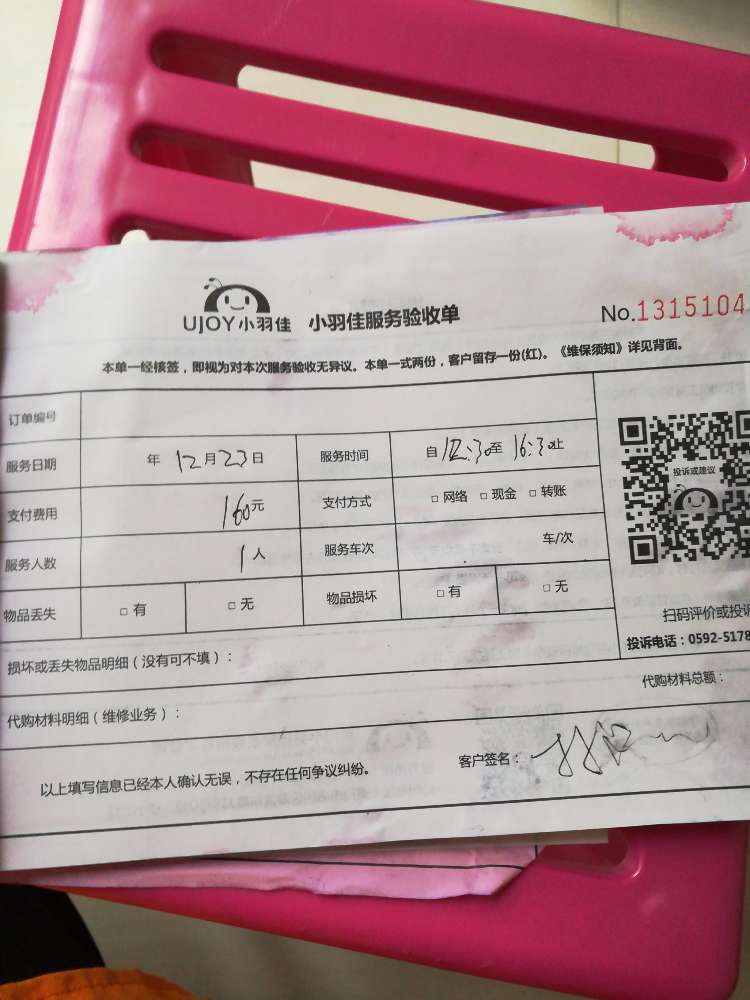 UJOY小羽佳 小羽佳服务验收单 No.1315104
本单一经核签，即视为对本次服务验收无异议。本单一式两份，客户留存一份(红)。《维保须知》详见背面。
订单编号
服务日期 年 12月23日 服务时间 自12:30至16:30止
支付费用 160元 支付方式 □ 网络 □ 现金 □ 转账
服务人数 1人 服务车次 车/次
物品丢失 □ 有 □ 无 物品损坏 □ 有 □ 无
投诉或建议
扫码评价或投诉
投诉电话：0592-5178
损坏或丢失物品明细（没有可不填）：
代购材料明细（维修业务）： 代购材料总额：
以上填写信息已经本人确认无误，不存在任何争议纠纷。 客户签名：